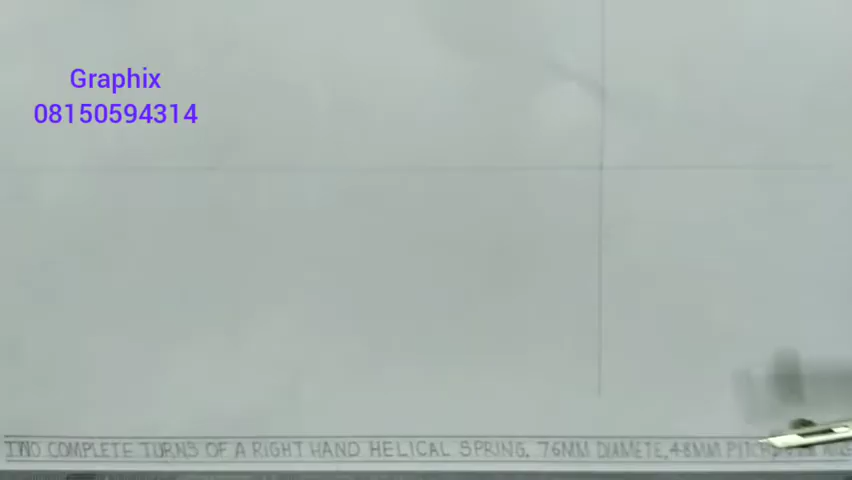 Graphix
08150594314
TWO COMPLETE TURNS OF A RIGHT HAND HELICAL SPRING, 76MM DIAMETE, 48MM PITCH